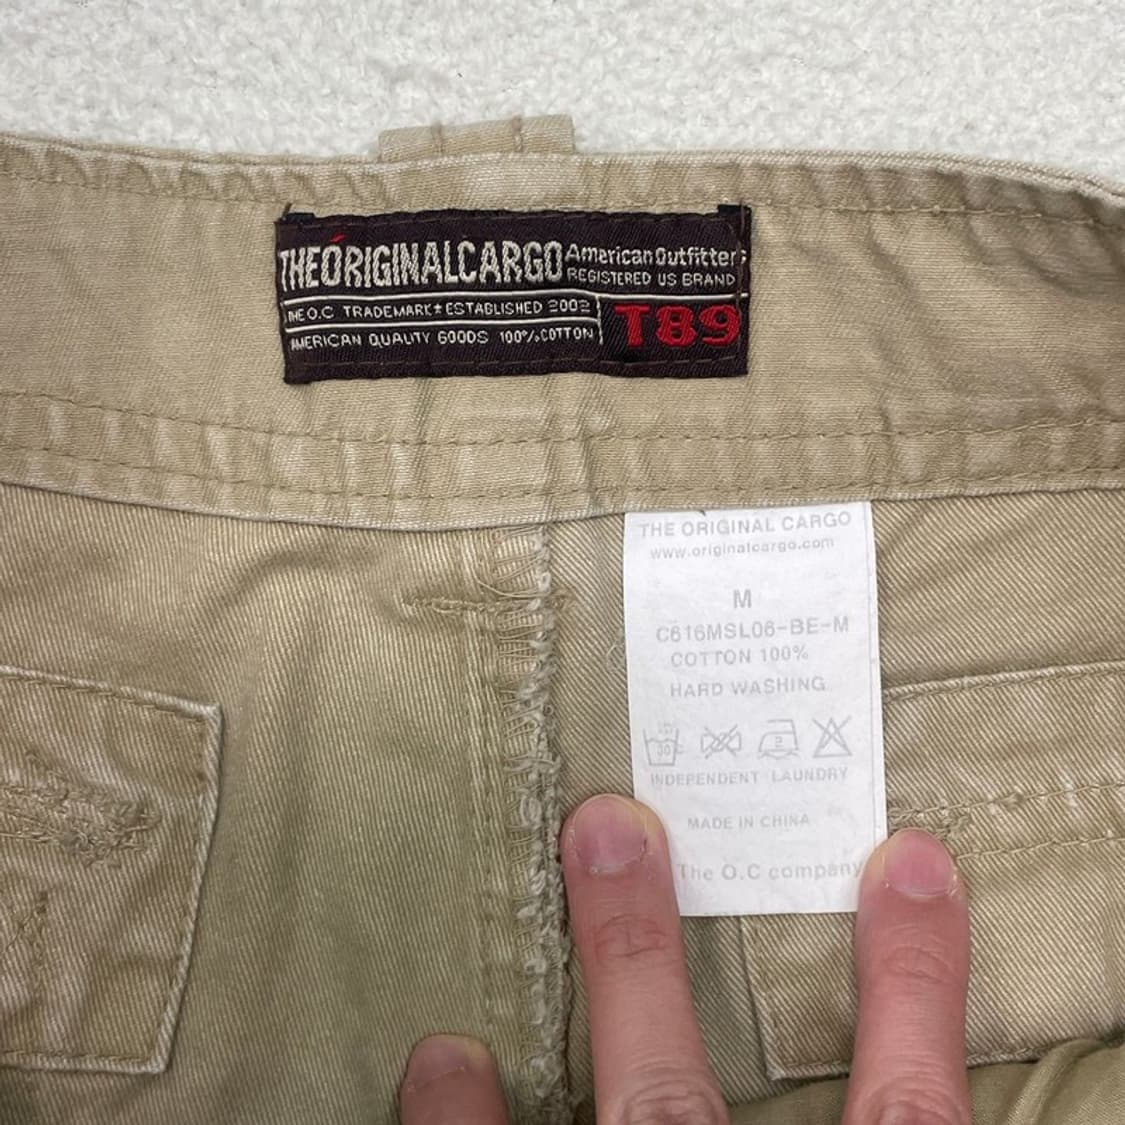 THEORIGINALCARGO
American Outfitters
REGISTERED US BRAND
THE O.C TRADEMARK★ESTABLISHED 2002
T89
AMERICAN QUALITY GOODS 100%COTTON
THE ORIGINAL CARGO
www.originalcargo.com
M
C616MSL06-BE-M
COTTON 100%
HARD WASHING
30
2
INDEPENDENT LAUNDRY
MADE IN CHINA
The O.C company